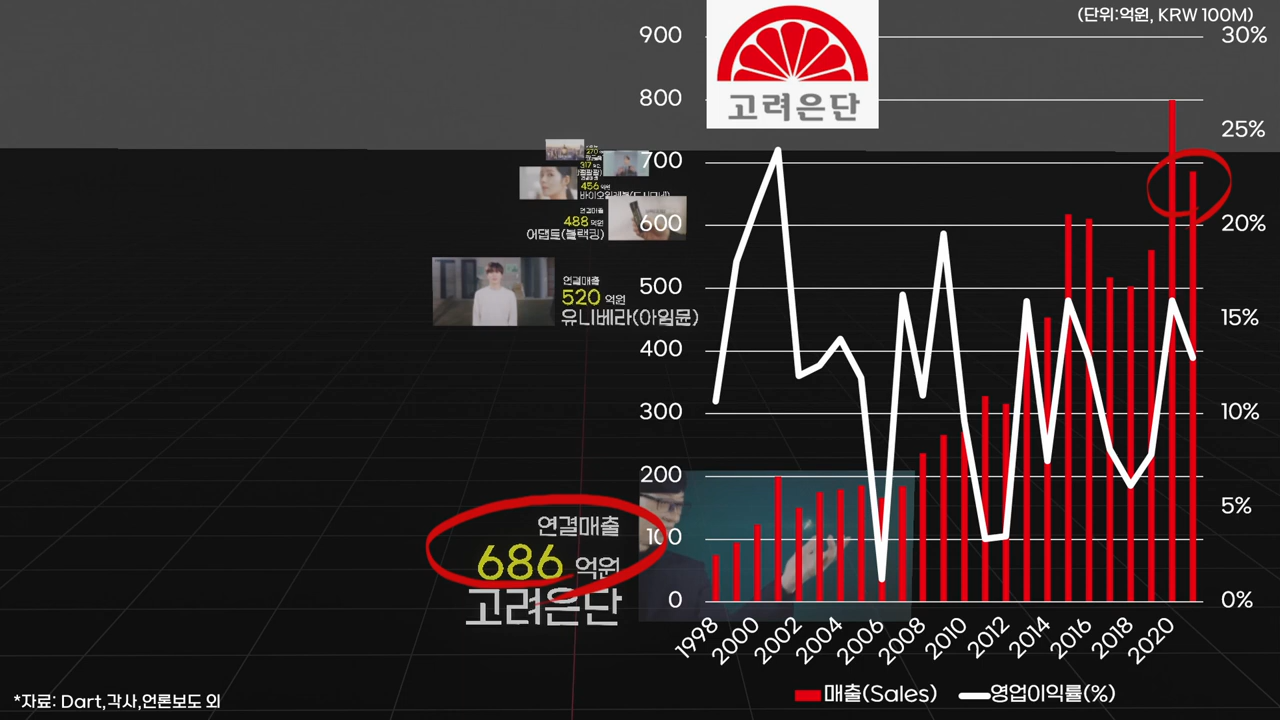 (단위:억원, KRW 100M)
고려은단
900
800
700
600
500
400
300
200
100
0
30%
25%
20%
15%
10%
5%
0%
1998
2000
2002
2004
2006
2008
2010
2012
2014
2016
2018
2020
매출(Sales)
영업이익률(%)
270
317
456 억원
연결매출
488 억원
어댑트(블랙킹)
연결매출
520 억원
유니베라(아임뮨)
연결매출
686 억원
고려은단
*자료: Dart,각사,언론보도 외